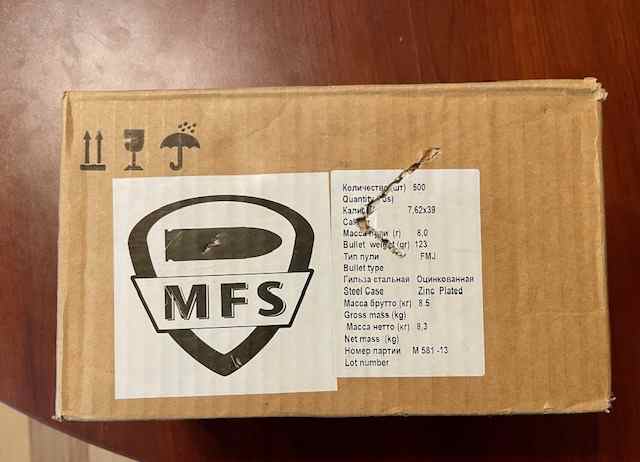 MFS
Количество (шт) 500
Quantity
7,62x39
Масса пули (г) 8,0
Bullet weight (gr) 123
Тип пули FMJ
Bullet type
Гильза стальная Оцинкованная
Steel Case Zinc Plated
Масса брутто (кг) 8.5
Gross mass (kg)
Масса нетто (кг) 8,3
Net mass (kg)
Номер партии М 581 -13
Lot number